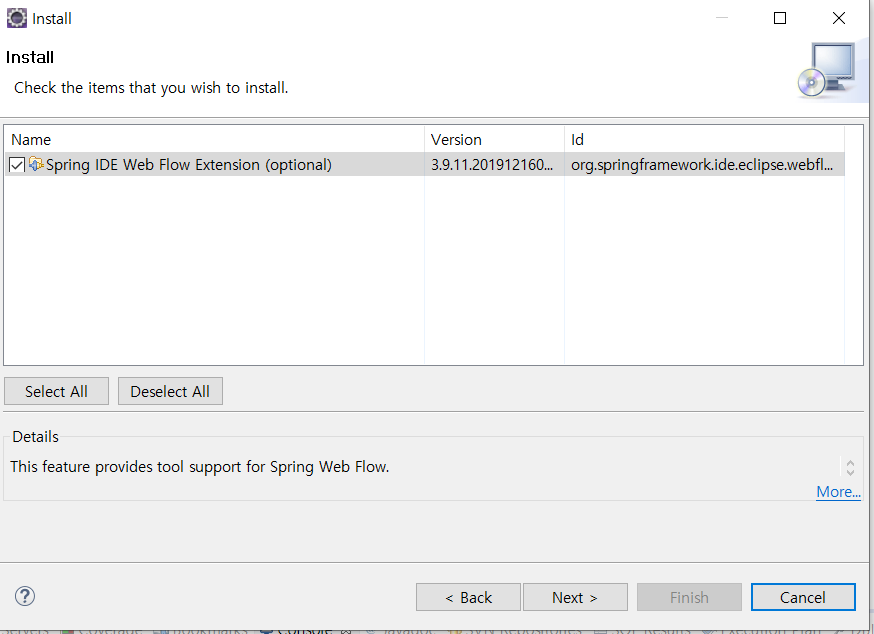 Install
Install
Check the items that you wish to install.
Name Version Id
Spring IDE Web Flow Extension (optional) 3.9.11.201912160... org.springframework.ide.eclipse.webfl...
Select All Deselect All
Details
This feature provides tool support for Spring Web Flow.
More...
? < Back Next > Finish Cancel